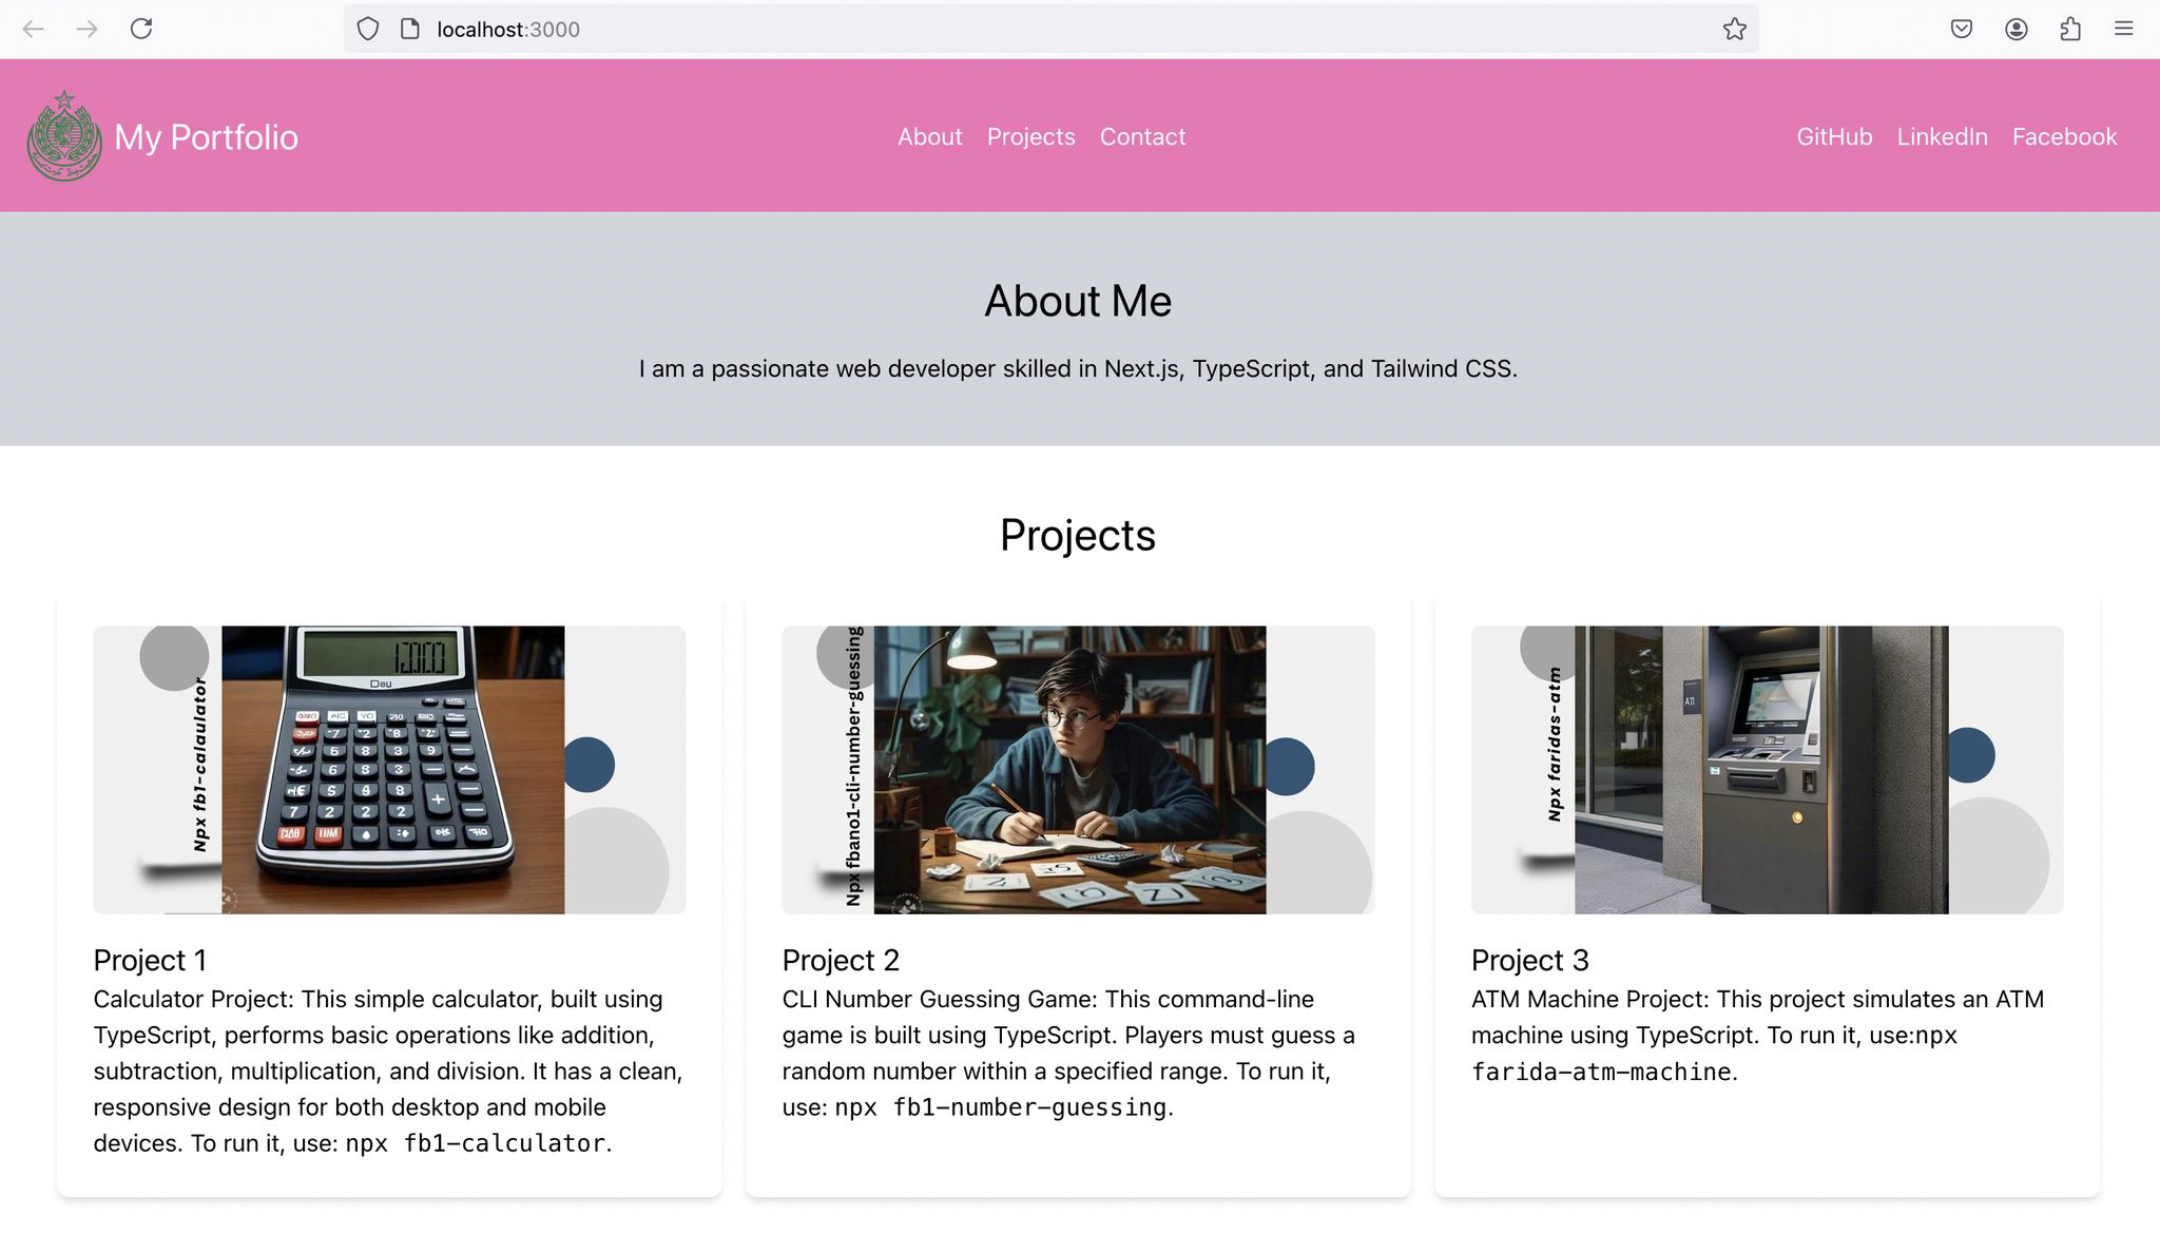 localhost:3000
My Portfolio
About Projects Contact
GitHub LinkedIn Facebook
About Me
I am a passionate web developer skilled in Next.js, TypeScript, and Tailwind CSS.
Projects
Npx fb1-calaulator
Dau
Npx fbano1-cli-number-guessing
Npx faridas-atm
Project 1
Calculator Project: This simple calculator, built using
TypeScript, performs basic operations like addition,
subtraction, multiplication, and division. It has a clean,
responsive design for both desktop and mobile
devices. To run it, use: npx fb1-calculator.
Project 2
CLI Number Guessing Game: This command-line
game is built using TypeScript. Players must guess a
random number within a specified range. To run it,
use: npx fb1-number-guessing.
Project 3
ATM Machine Project: This project simulates an ATM
machine using TypeScript. To run it, use:npx
farida-atm-machine.